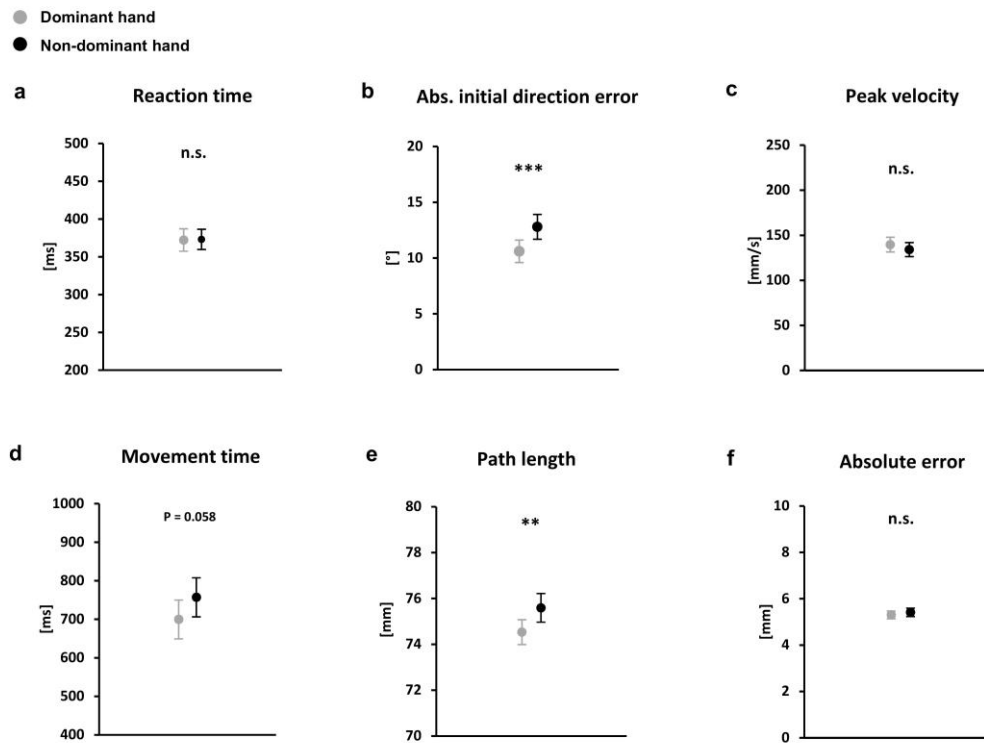 Dominant hand
Non-dominant hand
a
Reaction time
500
450
400
350
300
250
200
[ms]
n.s.
b
Abs. initial direction error
20
15
10
5
0
[°]
***
c
Peak velocity
250
200
150
100
50
0
[mm/s]
n.s.
d
Movement time
1000
900
800
700
600
500
400
[ms]
P = 0.058
e
Path length
80
78
76
74
72
70
[mm]
**
f
Absolute error
10
8
6
4
2
0
[mm]
n.s.